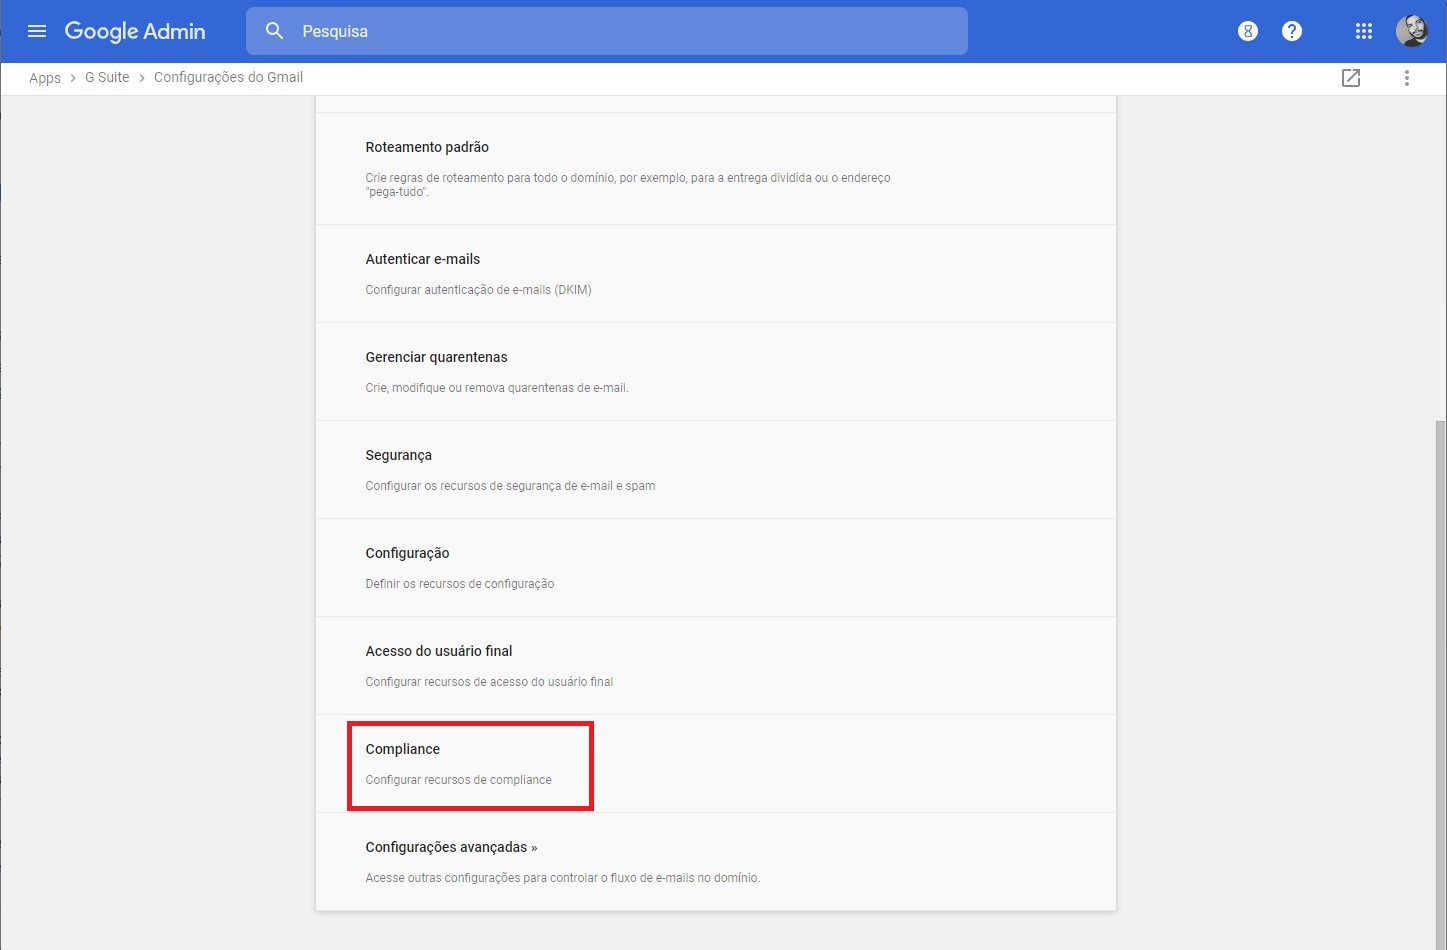 Google Admin
Pesquisa
Apps > G Suite > Configurações do Gmail
Roteamento padrão
Crie regras de roteamento para todo o domínio, por exemplo, para a entrega dividida ou o endereço
"pega-tudo".
Autenticar e-mails
Configurar autenticação de e-mails (DKIM)
Gerenciar quarentenas
Crie, modifique ou remova quarentenas de e-mail.
Segurança
Configurar os recursos de segurança de e-mail e spam
Configuração
Definir os recursos de configuração
Acesso do usuário final
Configurar recursos de acesso do usuário final
Compliance
Configurar recursos de compliance
Configurações avançadas »
Acesse outras configurações para controlar o fluxo de e-mails no domínio.